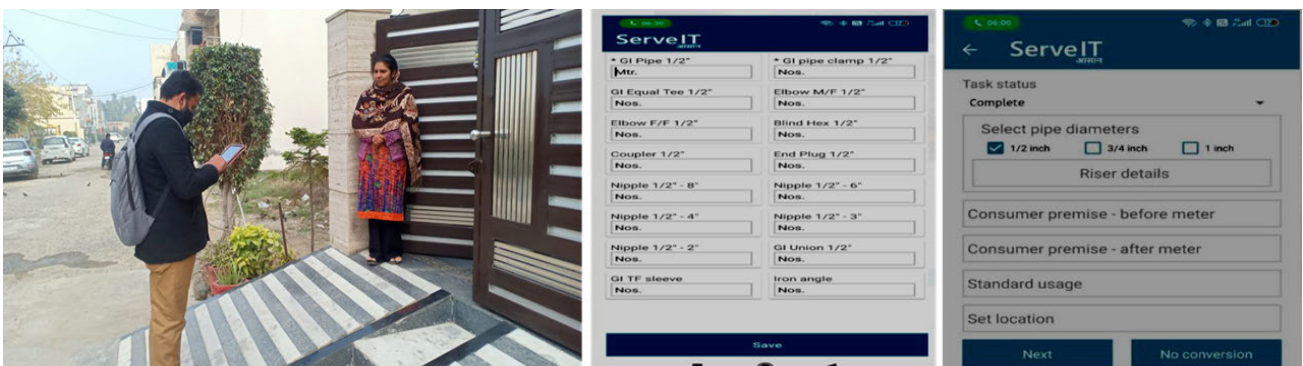 06:00
ServeIT
आसान
* GI Pipe 1/2"
* GI pipe clamp 1/2"
Mtr.
Nos.
GI Equal Tee 1/2"
Elbow M/F 1/2"
Nos.
Nos.
Elbow F/F 1/2"
Blind Hex 1/2"
Nos.
Nos.
Coupler 1/2"
End Plug 1/2"
Nos.
Nos.
Nipple 1/2" - 8"
Nipple 1/2" - 6"
Nos.
Nos.
Nipple 1/2" - 4"
Nipple 1/2" - 3"
Nos.
Nos.
Nipple 1/2" - 2"
GI Union 1/2"
Nos.
Nos.
GI TF sleeve
Iron angle
Nos.
Nos.
Save
06:00
ServeIT
आसान
Task status
Complete
Select pipe diameters
1/2 inch
3/4 inch
1 inch
Riser details
Consumer premise - before meter
Consumer premise - after meter
Standard usage
Set location
Next
No conversion